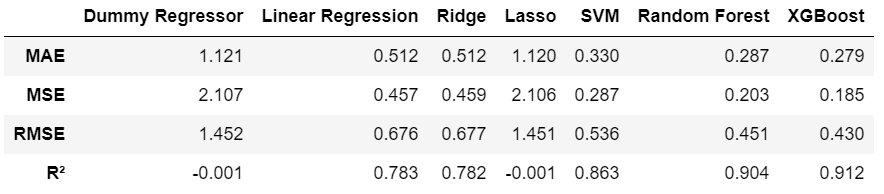 Dummy Regressor Linear Regression Ridge Lasso SVM Random Forest XGBoost
MAE 1.121 0.512 0.512 1.120 0.330 0.287 0.279
MSE 2.107 0.457 0.459 2.106 0.287 0.203 0.185
RMSE 1.452 0.676 0.677 1.451 0.536 0.451 0.430
R² -0.001 0.783 0.782 -0.001 0.863 0.904 0.912